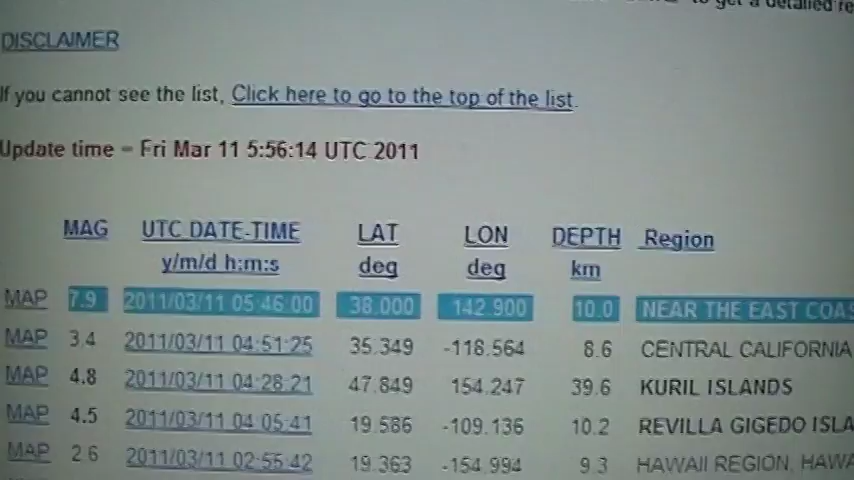 to get a detailed re
DISCLAIMER
If you cannot see the list, Click here to go to the top of the list.
Update time = Fri Mar 11 5:56:14 UTC 2011
MAG UTC DATE-TIME LAT LON DEPTH Region
y/m/d h:m:s deg deg km
MAP 7.9 2011/03/11 05:46:00 38.000 142.900 10.0 NEAR THE EAST COAS
MAP 3.4 2011/03/11 04:51:25 35.349 -118.564 8.6 CENTRAL CALIFORNIA
MAP 4.8 2011/03/11 04:28:21 47.849 154.247 39.6 KURIL ISLANDS
MAP 4.5 2011/03/11 04:05:41 19.586 -109.136 10.2 REVILLA GIGEDO ISLA
MAP 2.6 2011/03/11 02:55:42 19.363 -154.994 9.3 HAWAII REGION, HAWA